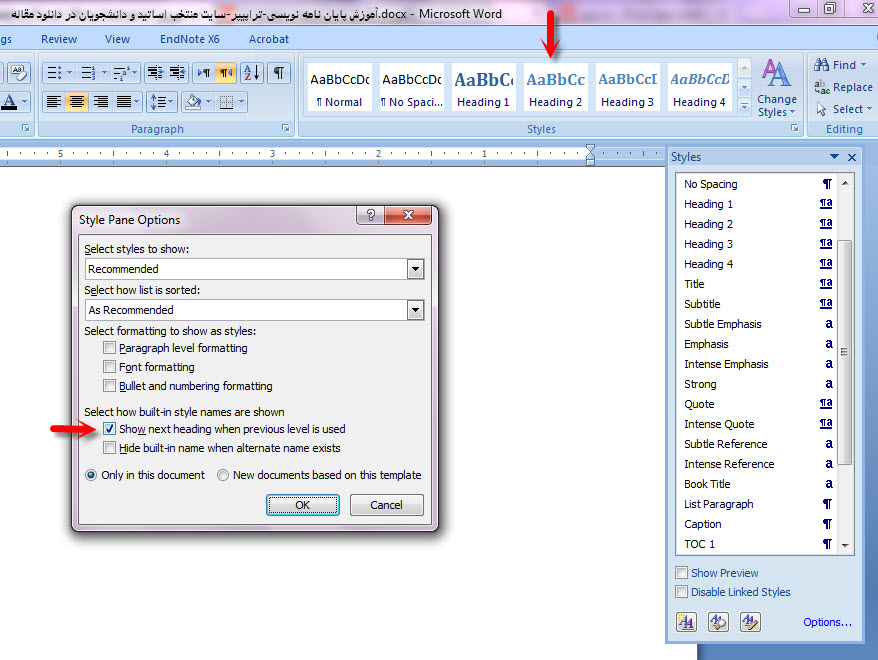 آموزش پایان نامه نویسی-تراپییر-سایت منتخب اساتید و دانشجویان در دانلود مقاله.docx - Microsoft Word
gs Review View EndNote X6 Acrobat
AaBbCcDc AaBbCcDc AaBbCc AaBbCc AaBbCcI AaBbCcD
¶ Normal ¶ No Spaci... Heading 1 Heading 2 Heading 3 Heading 4
Change
Styles
Find
Replace
Select
Paragraph Styles Editing
5 4 3 2 1
Style Pane Options
Select styles to show:
Recommended
Select how list is sorted:
As Recommended
Select formatting to show as styles:
Paragraph level formatting
Font formatting
Bullet and numbering formatting
Select how built-in style names are shown
Show next heading when previous level is used
Hide built-in name when alternate name exists
Only in this document New documents based on this template
OK Cancel
Styles
No Spacing ¶
Heading 1 ¶a
Heading 2 ¶a
Heading 3 ¶a
Heading 4 ¶a
Title ¶a
Subtitle ¶a
Subtle Emphasis a
Emphasis a
Intense Emphasis a
Strong a
Quote ¶a
Intense Quote ¶a
Subtle Reference a
Intense Reference a
Book Title a
List Paragraph ¶
Caption ¶
TOC 1 ¶
Show Preview
Disable Linked Styles
Options...